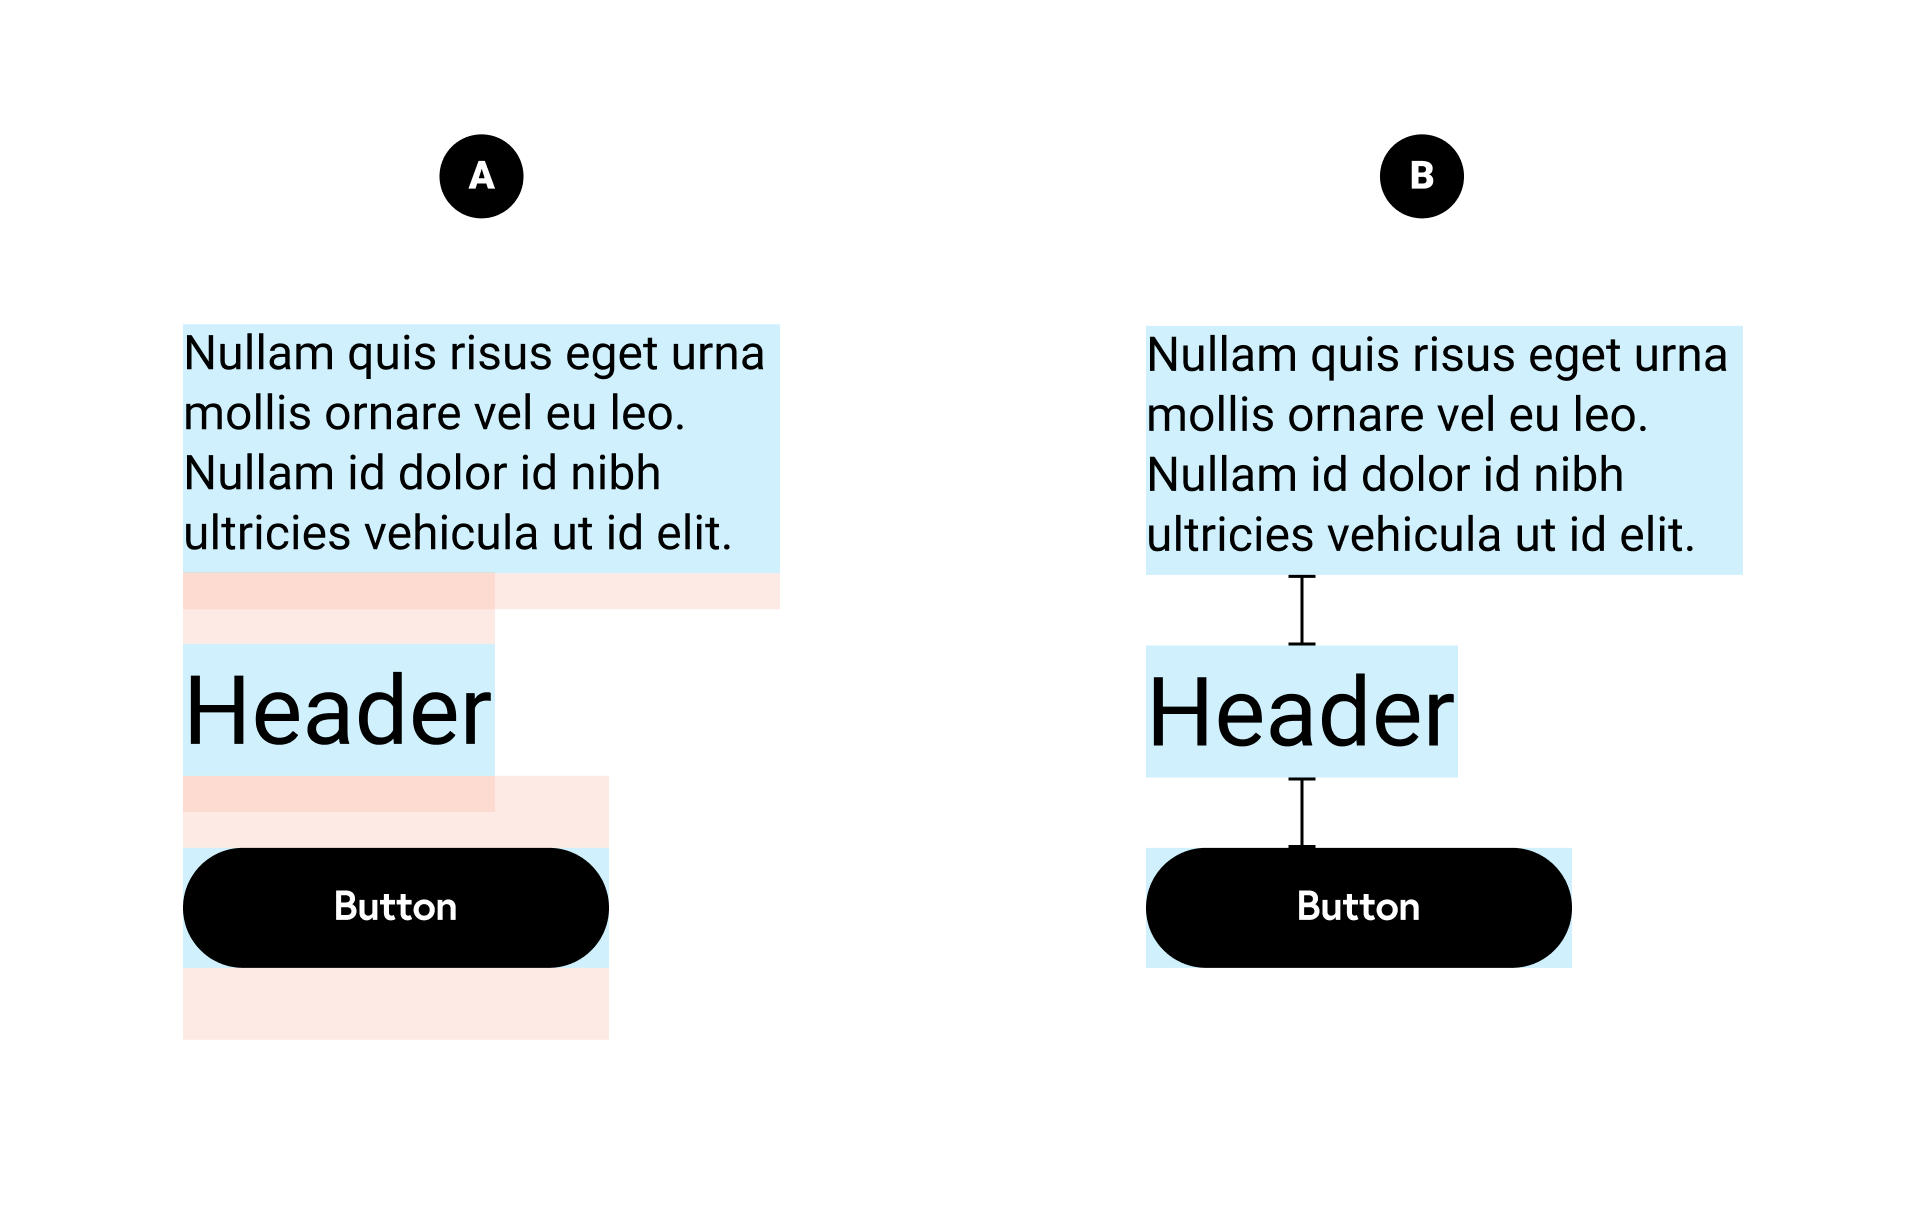 A
Nullam quis risus eget urna
mollis ornare vel eu leo.
Nullam id dolor id nibh
ultricies vehicula ut id elit.
Header
Button
B
Nullam quis risus eget urna
mollis ornare vel eu leo.
Nullam id dolor id nibh
ultricies vehicula ut id elit.
Header
Button